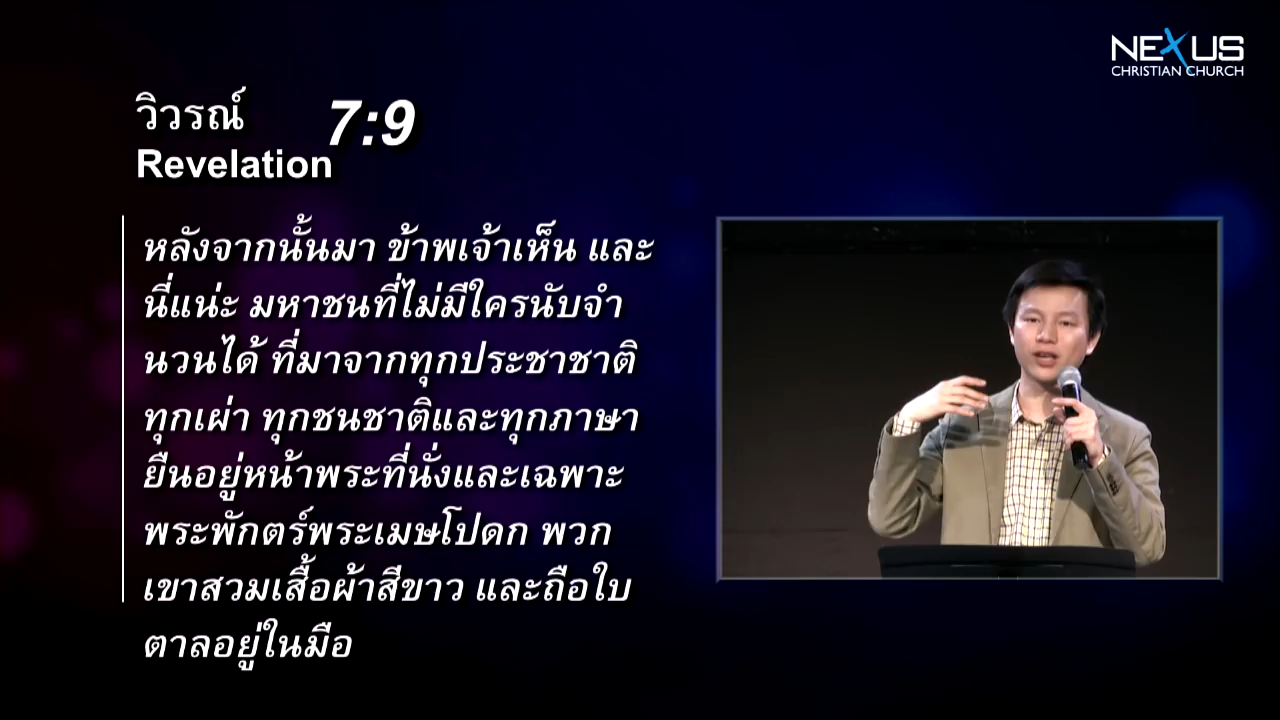 NEXUS
CHRISTIAN CHURCH
วิวรณ์ 7:9
Revelation
หลังจากนั้นมา ข้าพเจ้าเห็น และ
นี่แน่ะ มหาชนที่ไม่มีใครนับจำ
นวนได้ ที่มาจากทุกประชาชาติ
ทุกเผ่า ทุกชนชาติและทุกภาษา
ยืนอยู่หน้าพระที่นั่งและเฉพาะ
พระพักตร์พระเมษโปดก พวก
เขาสวมเสื้อผ้าสีขาว และถือใบ
ตาลอยู่ในมือ